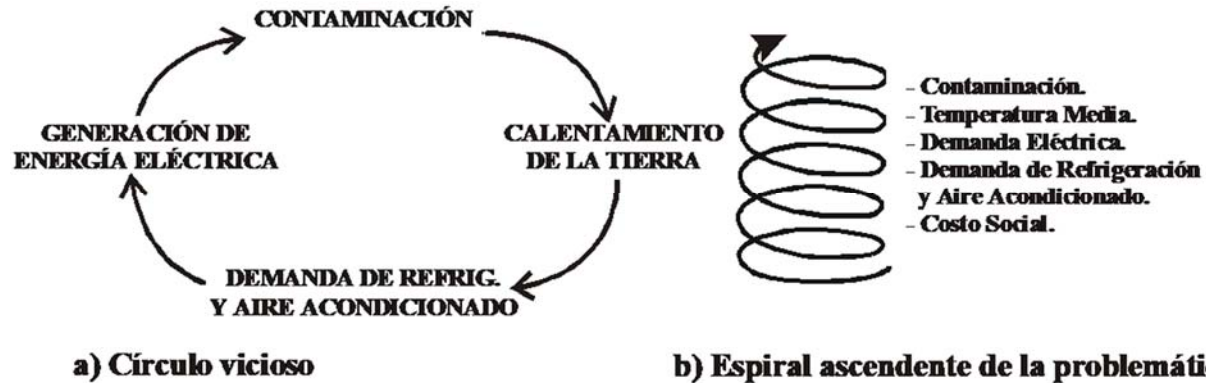 CONTAMINACIÓN
GENERACIÓN DE
ENERGÍA ELÉCTRICA
CALENTAMIENTO
DE LA TIERRA
DEMANDA DE REFRIG.
Y AIRE ACONDICIONADO
a) Círculo vicioso
- Contaminación.
- Temperatura Media.
- Demanda Eléctrica.
- Demanda de Refrigeración
y Aire Acondicionado.
- Costo Social.
b) Espiral ascendente de la problemáti